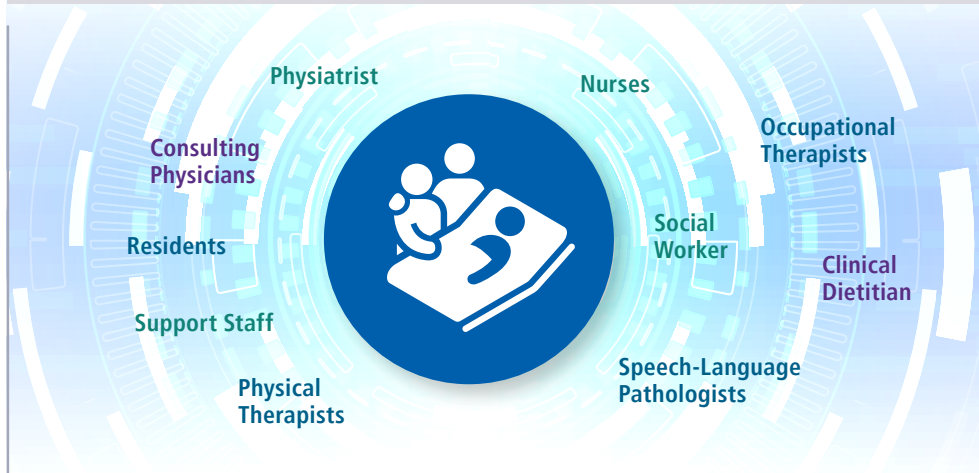 Physiatrist
Nurses
Occupational
Therapists
Consulting
Physicians
Social
Worker
Residents
Clinical
Dietitian
Support Staff
Speech-Language
Pathologists
Physical
Therapists